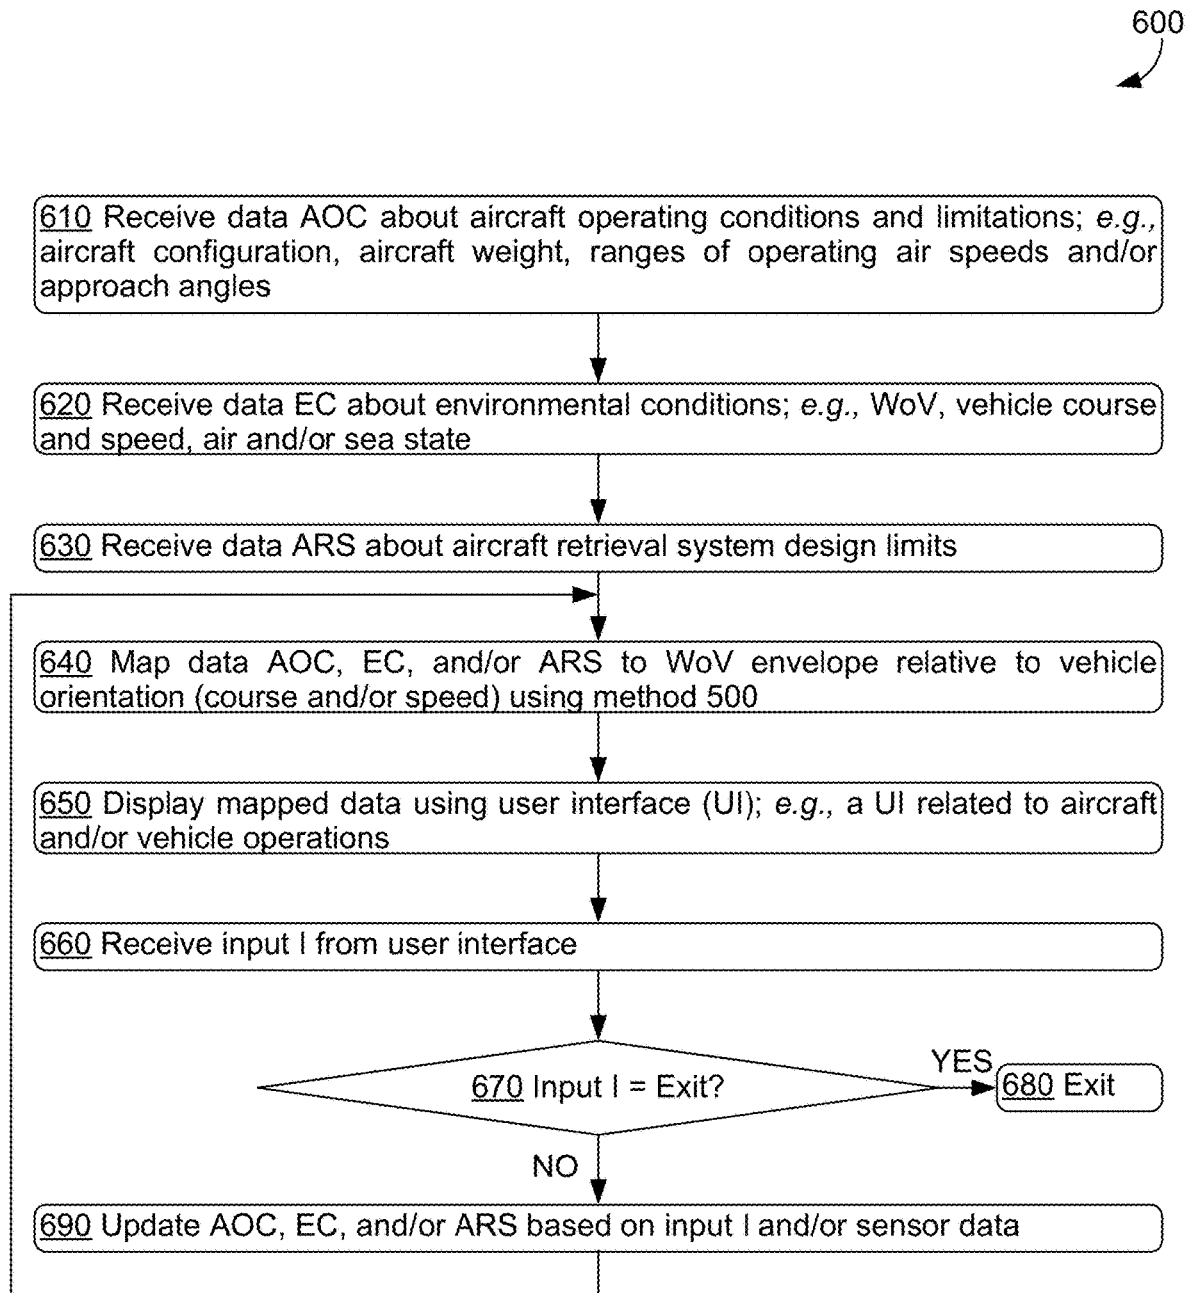 600
610 Receive data AOC about aircraft operating conditions and limitations; e.g.,
aircraft configuration, aircraft weight, ranges of operating air speeds and/or
approach angles
620 Receive data EC about environmental conditions; e.g., WoV, vehicle course
and speed, air and/or sea state
630 Receive data ARS about aircraft retrieval system design limits
640 Map data AOC, EC, and/or ARS to WoV envelope relative to vehicle
orientation (course and/or speed) using method 500
650 Display mapped data using user interface (UI); e.g., a UI related to aircraft
and/or vehicle operations
660 Receive input I from user interface
670 Input I = Exit?
YES
680 Exit
NO
690 Update AOC, EC, and/or ARS based on input I and/or sensor data